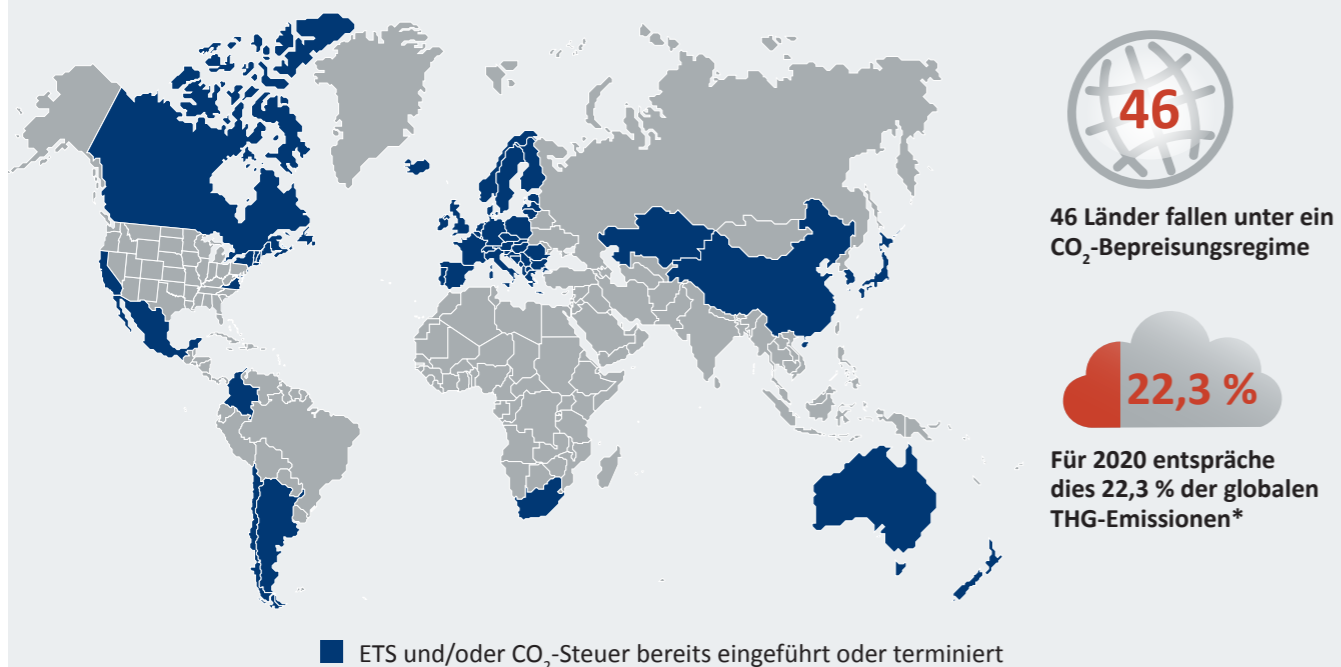 46
46 Länder fallen unter ein
CO₂-Bepreisungsregime
22,3 %
Für 2020 entspräche
dies 22,3 % der globalen
THG-Emissionen*
ETS und/oder CO₂-Steuer bereits eingeführt oder terminiert